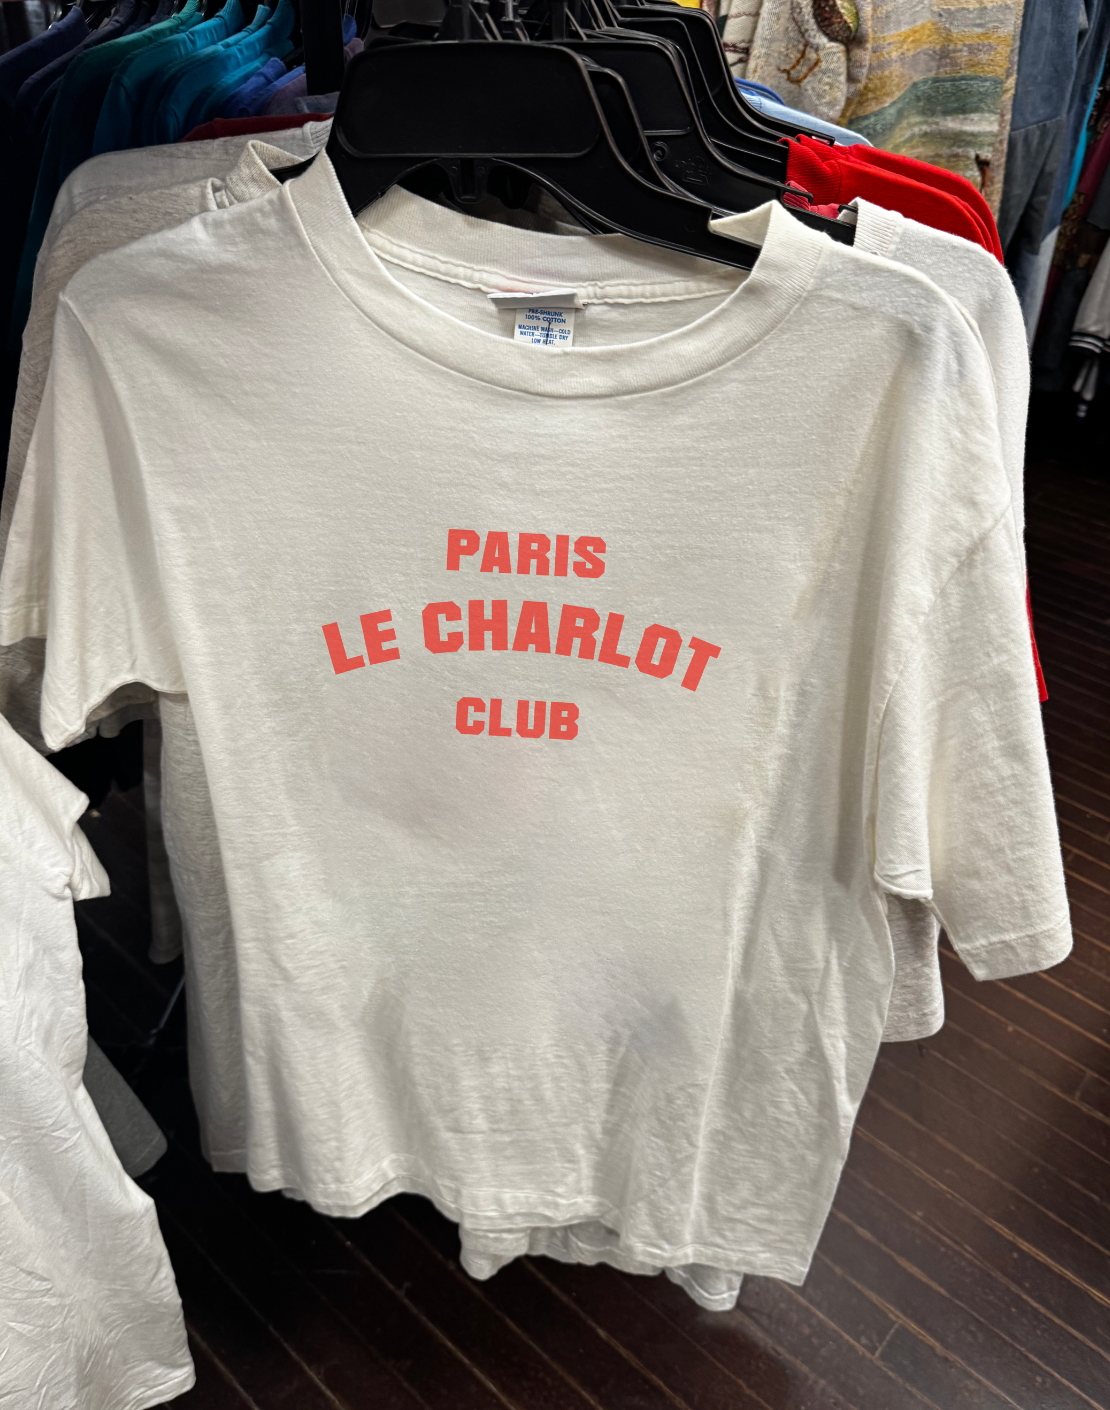 PRE-SHRUNK
100% COTTON
MACHINE WASH—COLD
WATER—TUMBLE DRY
LOW HEAT.
PARIS
LE CHARLOT
CLUB